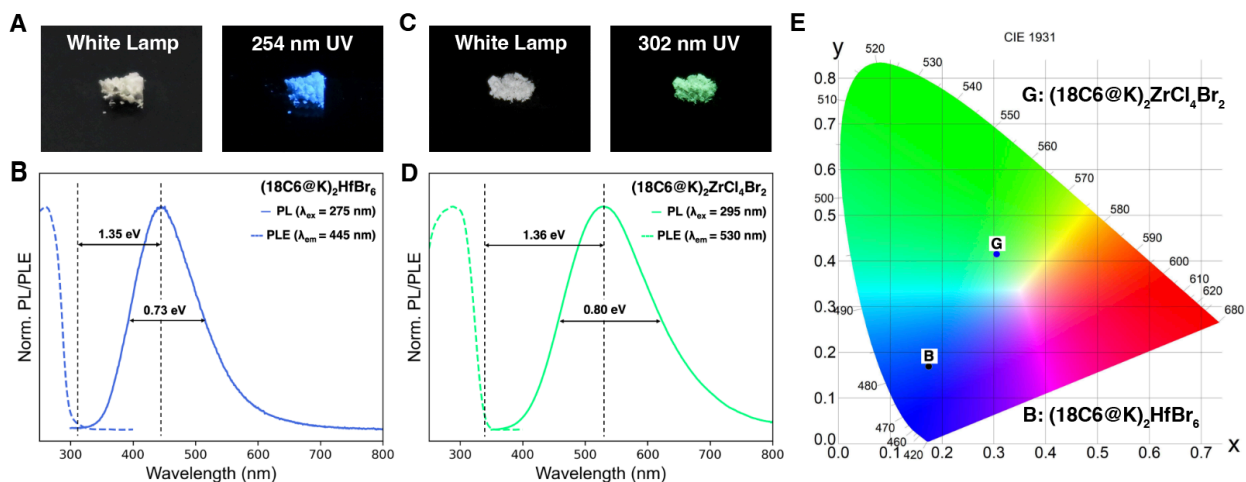 A
White Lamp
254 nm UV
C
White Lamp
302 nm UV
B
(18C6@K)₂HfBr₆
PL (λₑₓ = 275 nm)
PLE (λₑₘ = 445 nm)
1.35 eV
0.73 eV
Norm. PL/PLE
300 400 500 600 700 800
Wavelength (nm)
D
(18C6@K)₂ZrCl₄Br₂
PL (λₑₓ = 295 nm)
PLE (λₑₘ = 530 nm)
1.36 eV
0.80 eV
Norm. PL/PLE
300 400 500 600 700 800
Wavelength (nm)
E
CIE 1931
y
G: (18C6@K)₂ZrCl₄Br₂
520
530
540
550
560
570
580
590
600
610
620
680
510
500
490
480
470
460
420
0.8
0.7
0.6
0.5
0.4
0.3
0.2
0.1
0.0
G
B
B: (18C6@K)₂HfBr₆
0.0 0.1 0.2 0.3 0.4 0.5 0.6 0.7 x